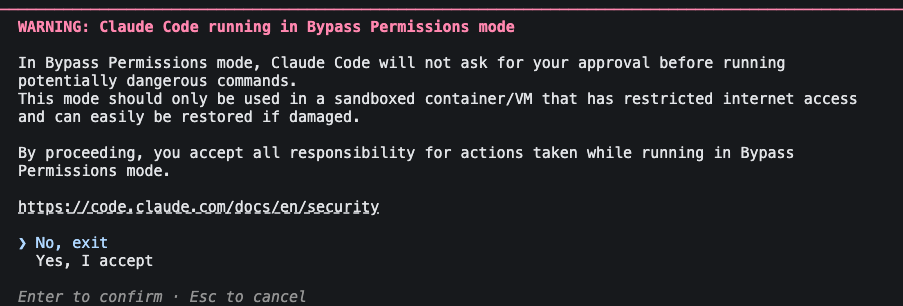 WARNING: Claude Code running in Bypass Permissions mode
In Bypass Permissions mode, Claude Code will not ask for your approval before running
potentially dangerous commands.
This mode should only be used in a sandboxed container/VM that has restricted internet access
and can easily be restored if damaged.
By proceeding, you accept all responsibility for actions taken while running in Bypass
Permissions mode.
https://code.claude.com/docs/en/security
❯ No, exit
Yes, I accept
Enter to confirm · Esc to cancel